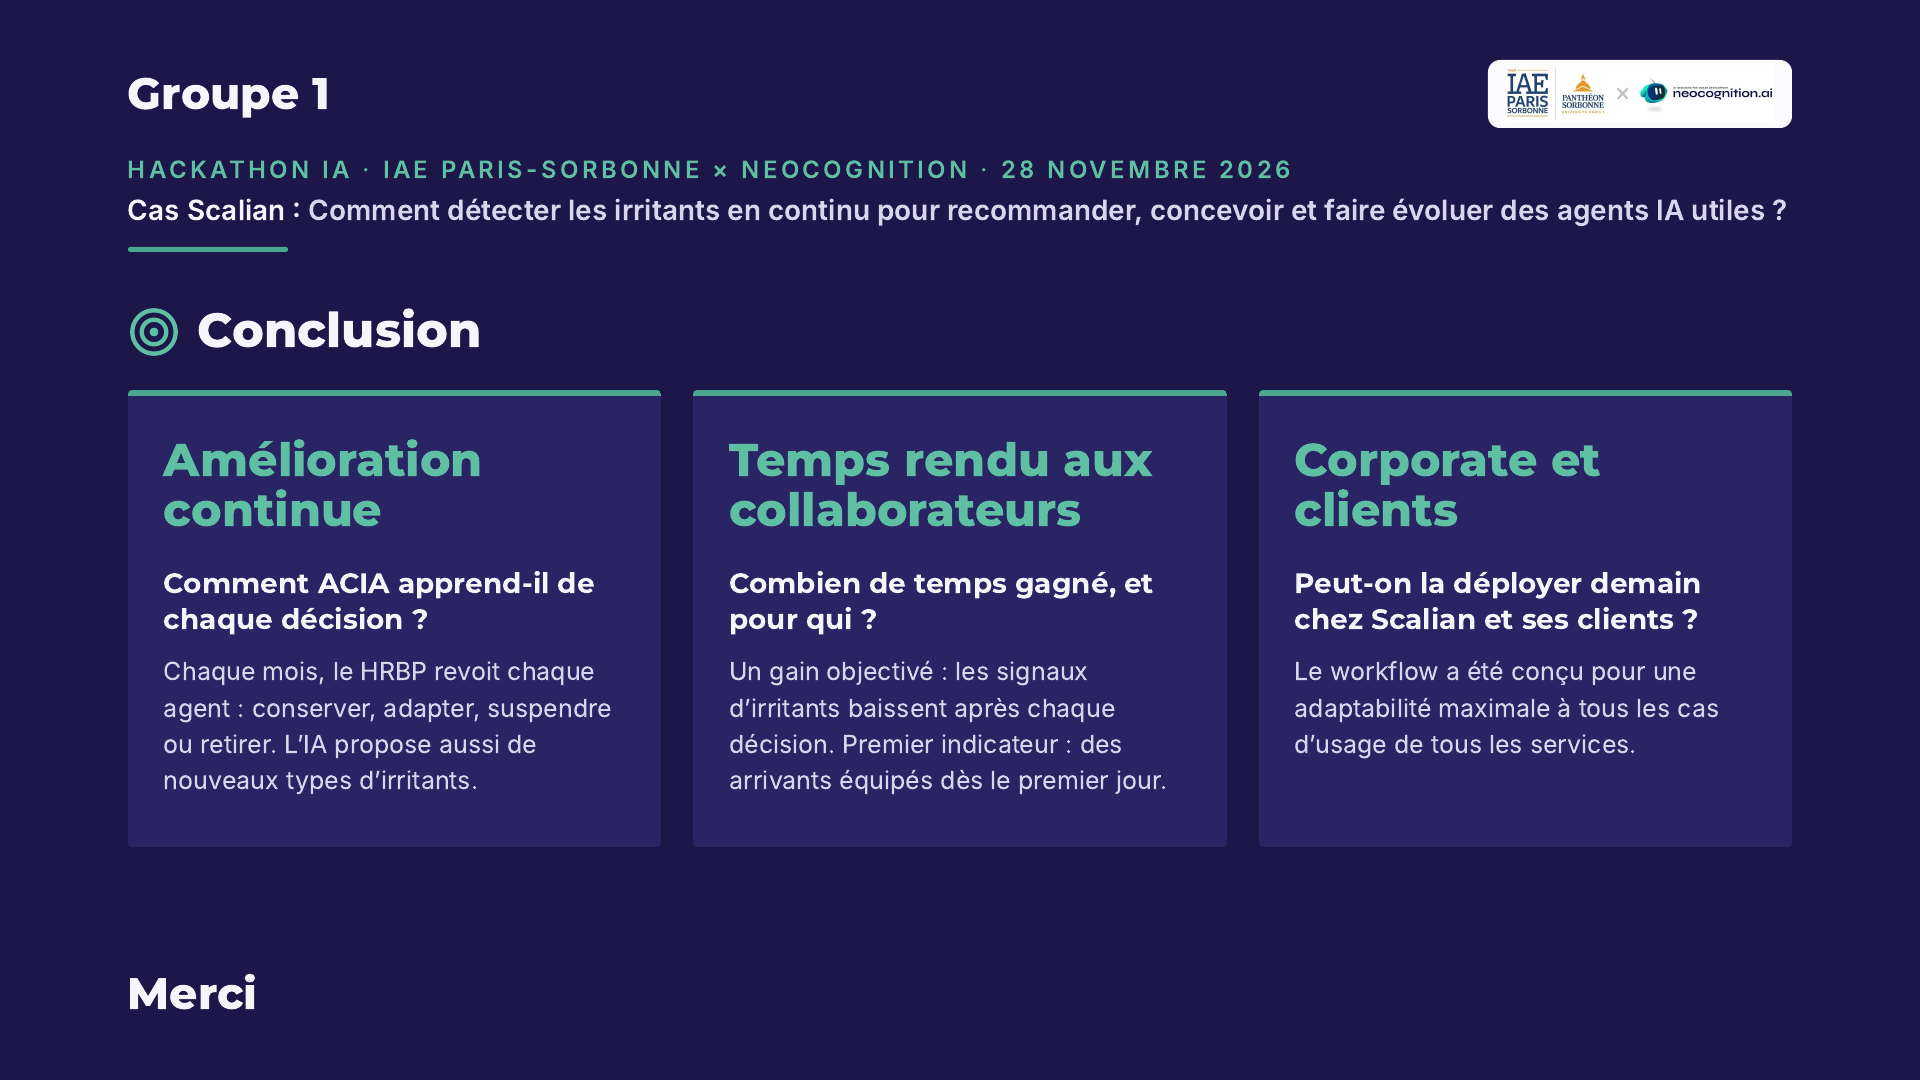 Groupe 1
IAE
PARIS
SORBONNE
PANTHÉON
SORBONNE
neocognition.ai
HACKATHON IA · IAE PARIS-SORBONNE × NEOCOGNITION · 28 NOVEMBRE 2026
Cas Scalian : Comment détecter les irritants en continu pour recommander, concevoir et faire évoluer des agents IA utiles ?
Conclusion
Amélioration
continue
Comment ACIA apprend-il de
chaque décision ?
Chaque mois, le HRBP revoit chaque
agent : conserver, adapter, suspendre
ou retirer. L’IA propose aussi de
nouveaux types d’irritants.
Temps rendu aux
collaborateurs
Combien de temps gagné, et
pour qui ?
Un gain objectivé : les signaux
d’irritants baissent après chaque
décision. Premier indicateur : des
arrivants équipés dès le premier jour.
Corporate et
clients
Peut-on la déployer demain
chez Scalian et ses clients ?
Le workflow a été conçu pour une
adaptabilité maximale à tous les cas
d’usage de tous les services.
Merci